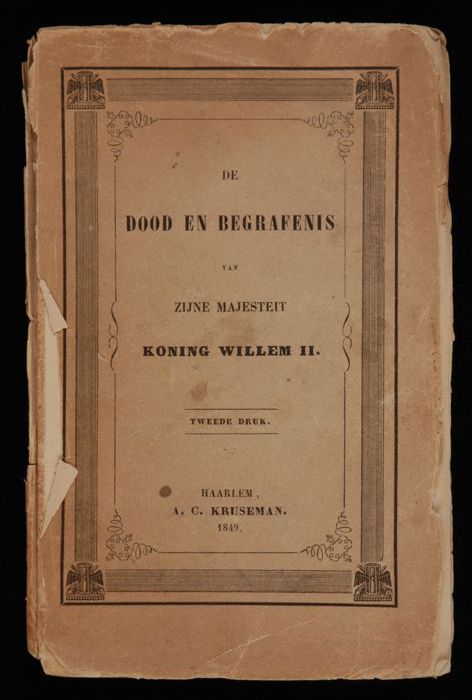 DE
DOOD EN BEGRAFENIS
VAN
ZIJNE MAJESTEIT
KONING WILLEM II.
TWEEDE DRUK.
HAARLEM,
A. C. KRUSEMAN.
1849.